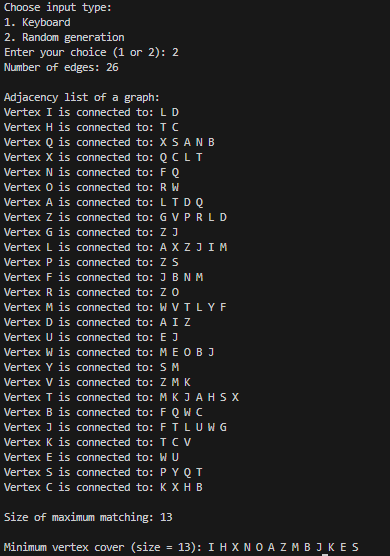 Choose input type:
1. Keyboard
2. Random generation
Enter your choice (1 or 2): 2
Number of edges: 26
Adjacency list of a graph:
Vertex I is connected to: L D
Vertex H is connected to: T C
Vertex Q is connected to: X S A N B
Vertex X is connected to: Q C L T
Vertex N is connected to: F Q
Vertex O is connected to: R W
Vertex A is connected to: L T D Q
Vertex Z is connected to: G V P R L D
Vertex G is connected to: Z J
Vertex L is connected to: A X Z J I M
Vertex P is connected to: Z S
Vertex F is connected to: J B N M
Vertex R is connected to: Z O
Vertex M is connected to: W V T L Y F
Vertex D is connected to: A I Z
Vertex U is connected to: E J
Vertex W is connected to: M E O B J
Vertex Y is connected to: S M
Vertex V is connected to: Z M K
Vertex T is connected to: M K J A H S X
Vertex B is connected to: F Q W C
Vertex J is connected to: F T L U W G
Vertex K is connected to: T C V
Vertex E is connected to: W U
Vertex S is connected to: P Y Q T
Vertex C is connected to: K X H B
Size of maximum matching: 13
Minimum vertex cover (size = 13): I H X N O A Z M B J K E S